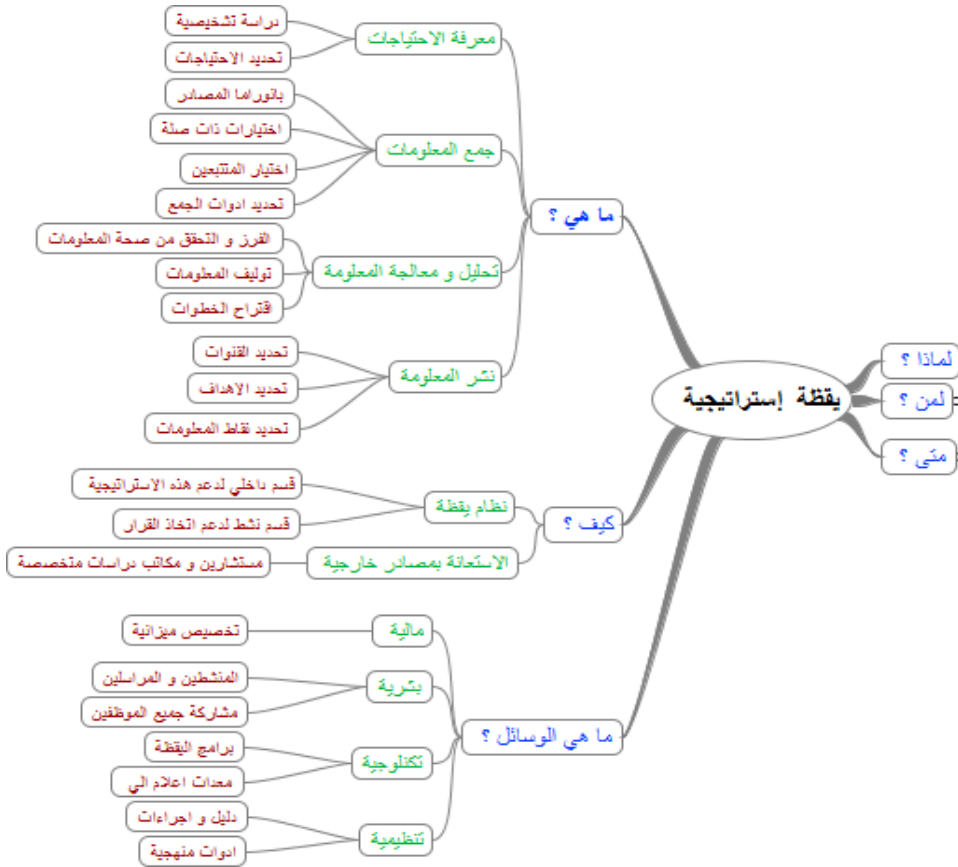 يقظة إستراتيجية
لماذا ؟
لمن ؟
متى ؟
ما هي ؟
معرفة الاحتياجات
دراسة تشخيصية
تحديد الاحتياجات
جمع المعلومات
بانوراما المصادر
اختيارات ذات صلة
اختيار المتتبعين
تحديد ادوات الجمع
تحليل و معالجة المعلومة
الفرز و التحقق من صحة المعلومات
توليف المعلومات
اقتراح الخطوات
نشر المعلومة
تحديد القنوات
تحديد الاهداف
تحديد نقاط المعلومات
كيف ؟
نظام يقظة
قسم داخلي لدعم هذه الاستراتيجية
قسم نشط لدعم اتخاذ القرار
الاستعانة بمصادر خارجية
مستشارين و مكاتب دراسات متخصصة
ما هي الوسائل ؟
مالية
تخصيص ميزانية
بشرية
المنشطين و المراسلين
مشاركة جميع الموظفين
تكنلوجية
برامج اليقظة
معدات اعلام الي
تنظيمية
دليل و اجراءات
ادوات منهجية